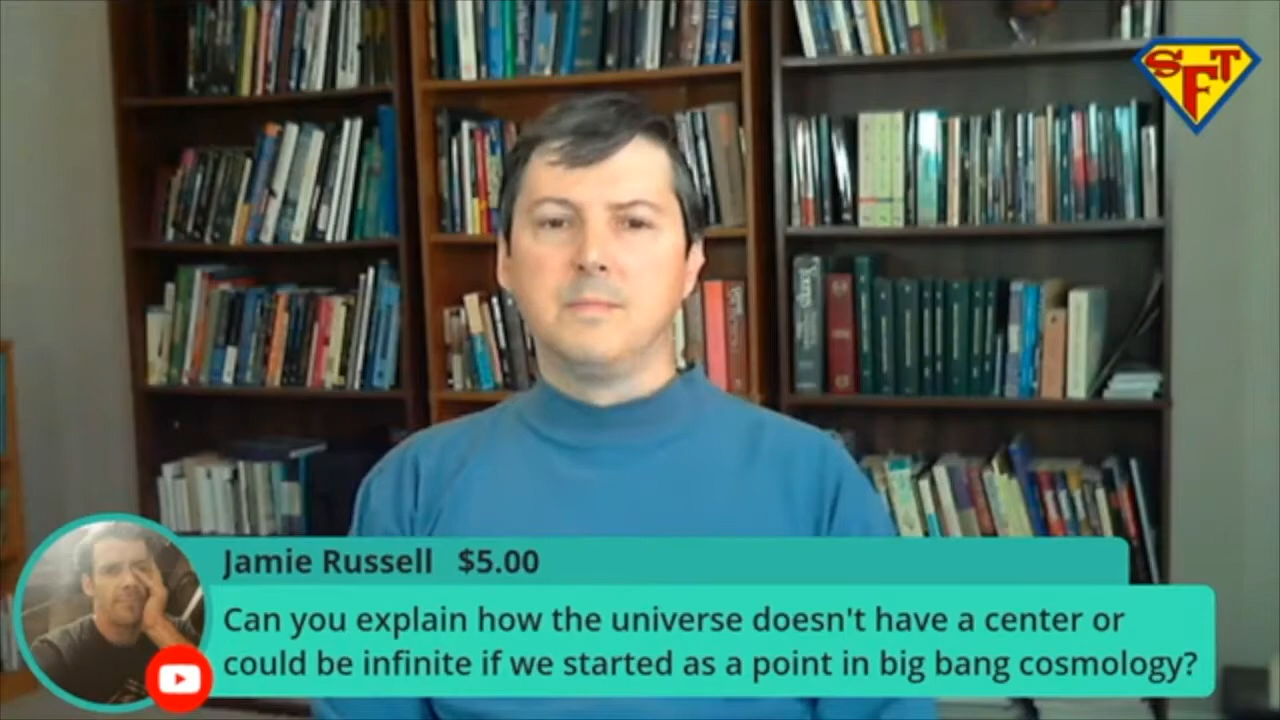 SFT
Jamie Russell $5.00
Can you explain how the universe doesn't have a center or
could be infinite if we started as a point in big bang cosmology?